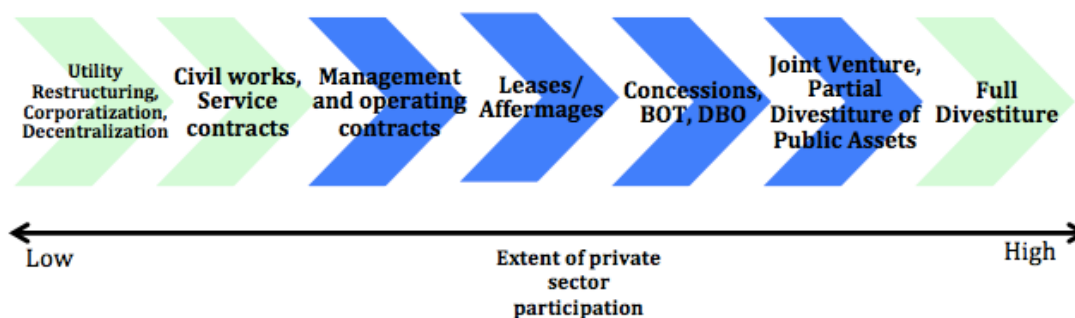 Utility
Restructuring,
Corporatization,
Decentralization
Civil works,
Service
contracts
Management
and operating
contracts
Leases/
Affermages
Concessions,
BOT, DBO
Joint Venture,
Partial
Divestiture of
Public Assets
Full
Divestiture
Low
Extent of private
sector
participation
High